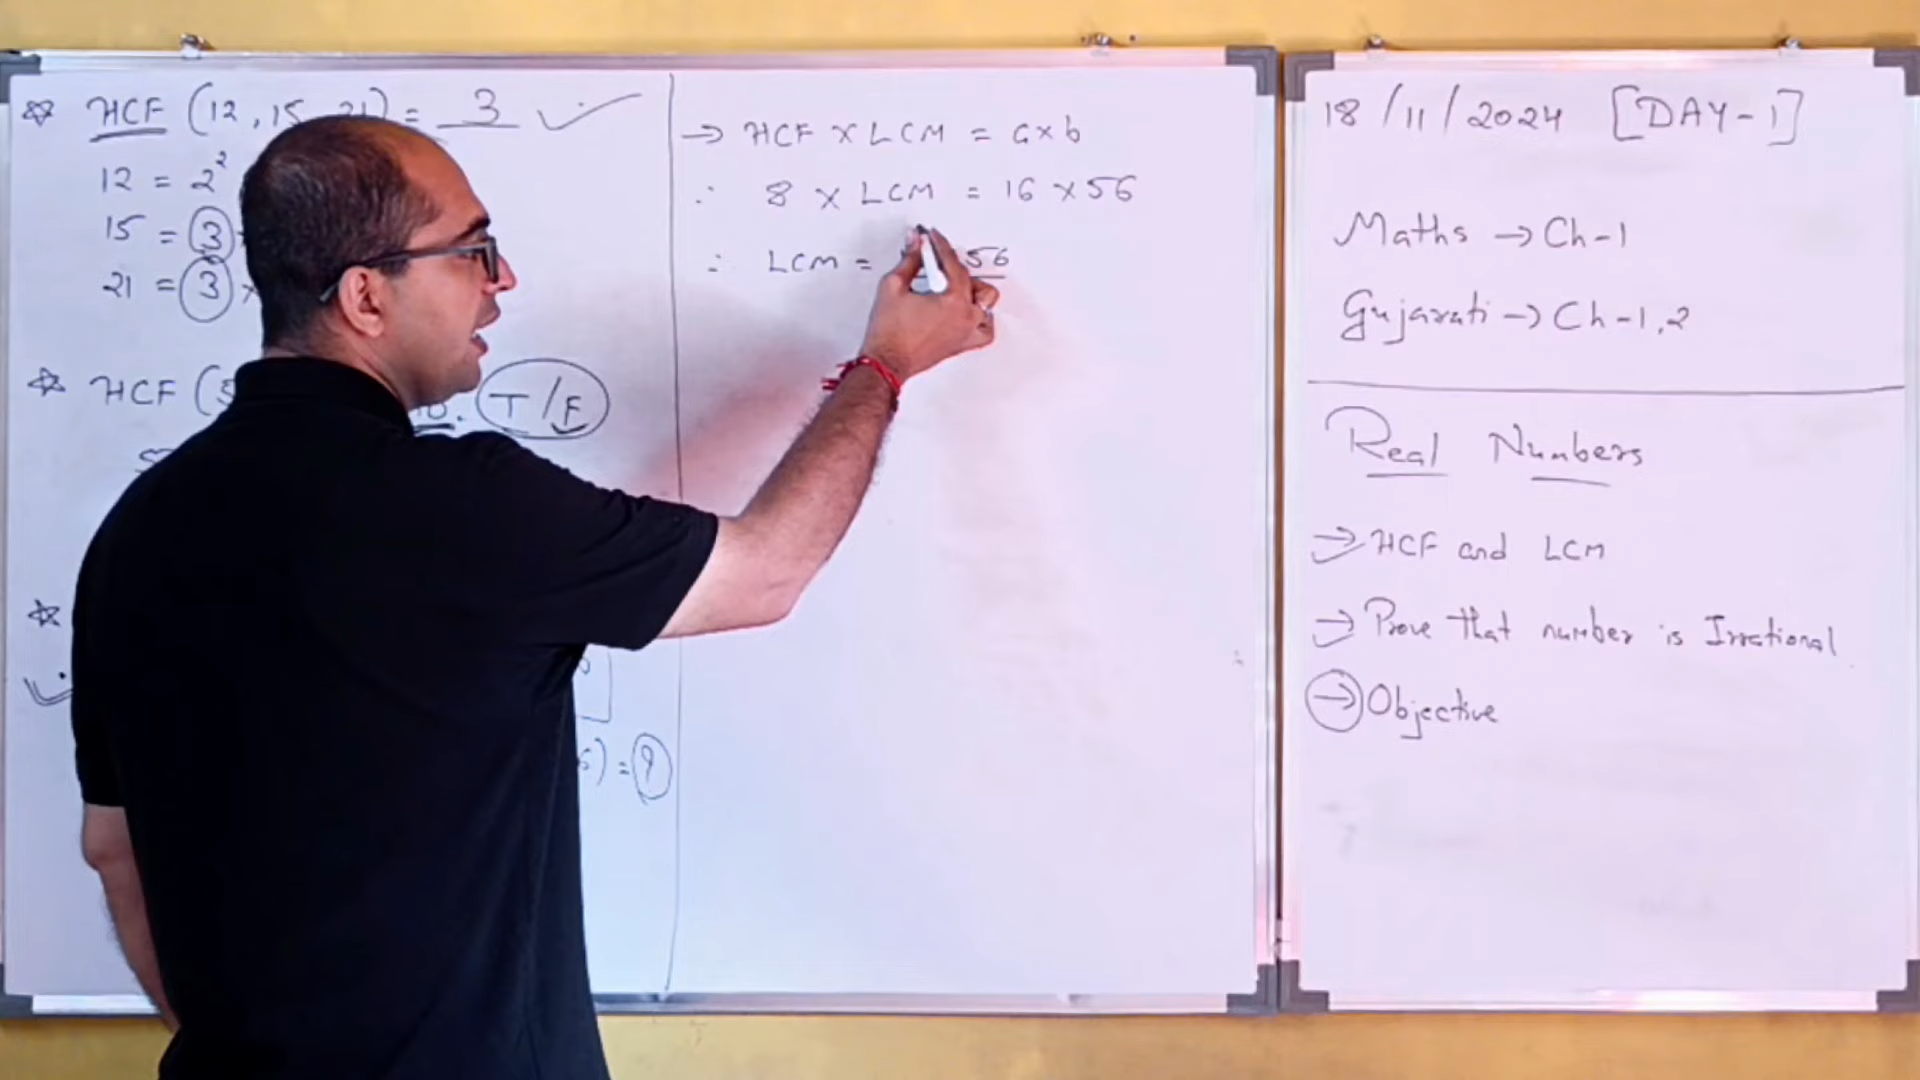 ☆ HCF (12, 15, 21) = 3 ✓
12 = 2²
15 = 3
21 = 3 ×
☆ HCF (5 T/F
☆
) = 9
→ HCF × LCM = a × b
∴ 8 × LCM = 16 × 56
∴ LCM = 56
18/11/2024 [DAY-1]
Maths → Ch-1
Gujarati → Ch-1,2
Real Numbers
→ HCF and LCM
→ Prove that number is Irrational
→ Objective